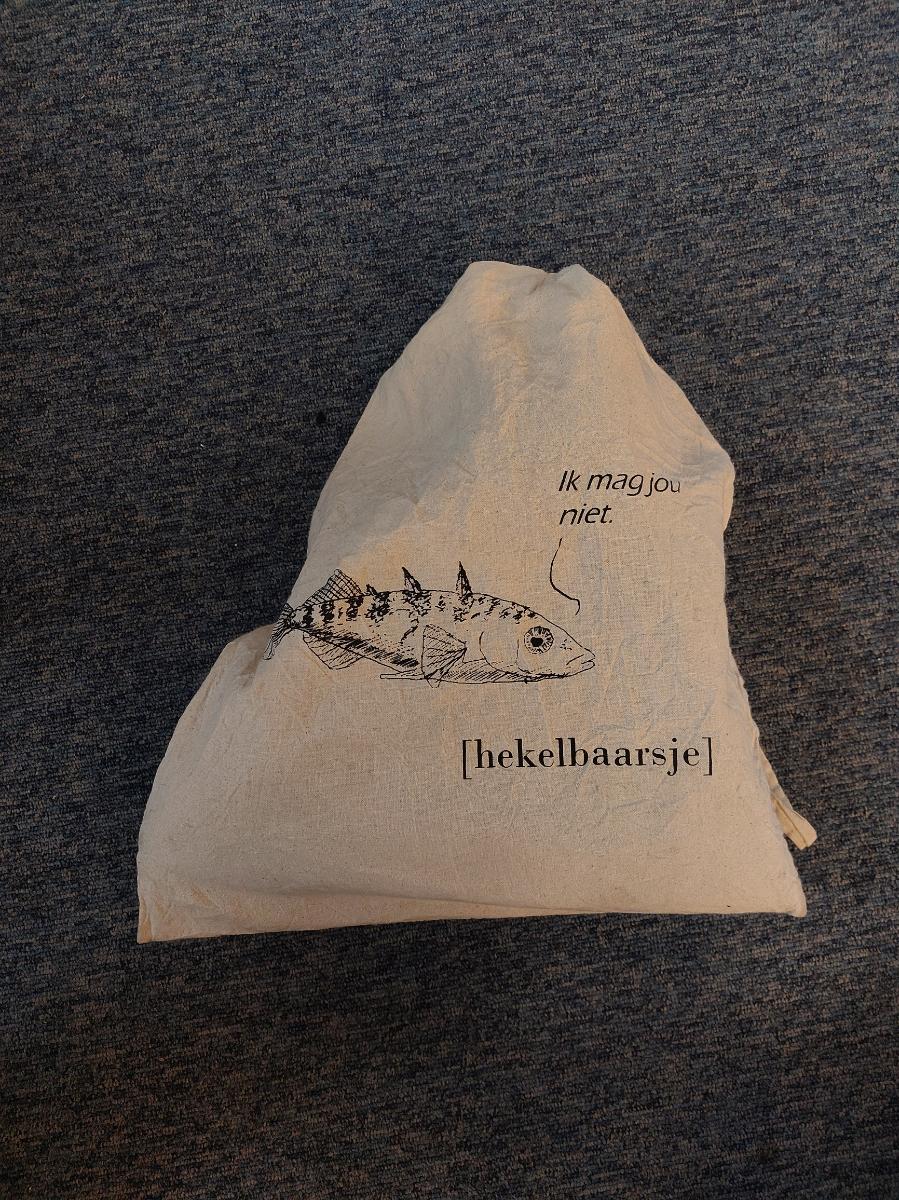 Ik mag jou
niet.
[hekelbaarsje]